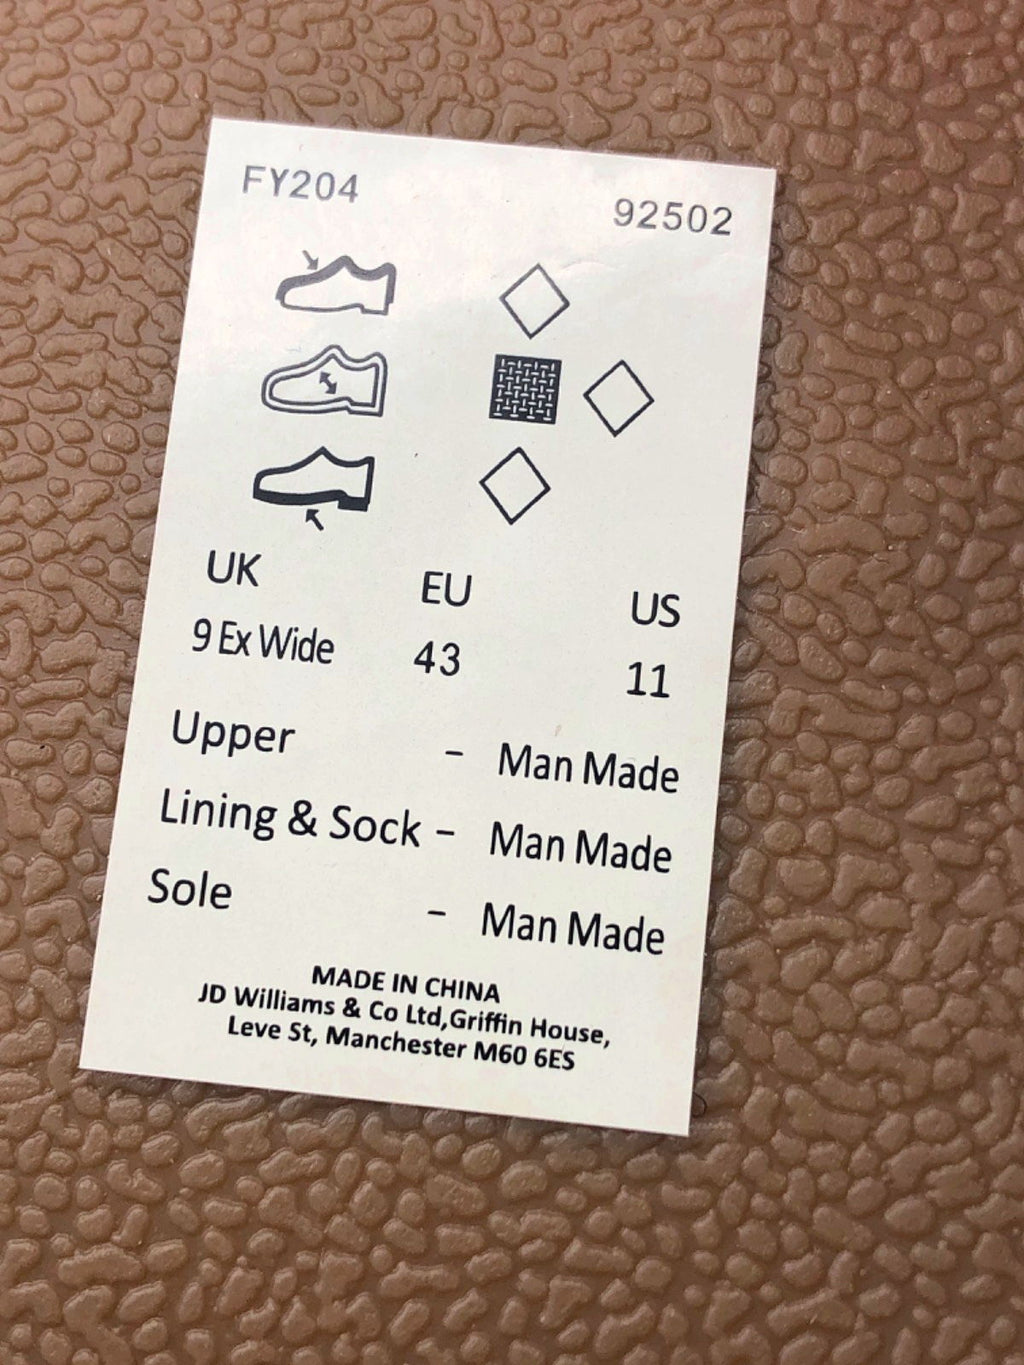 FY204 92502
UK EU US
9 Ex Wide 43 11
Upper - Man Made
Lining & Sock - Man Made
Sole - Man Made
MADE IN CHINA
JD Williams & Co Ltd,Griffin House,
Leve St, Manchester M60 6ES